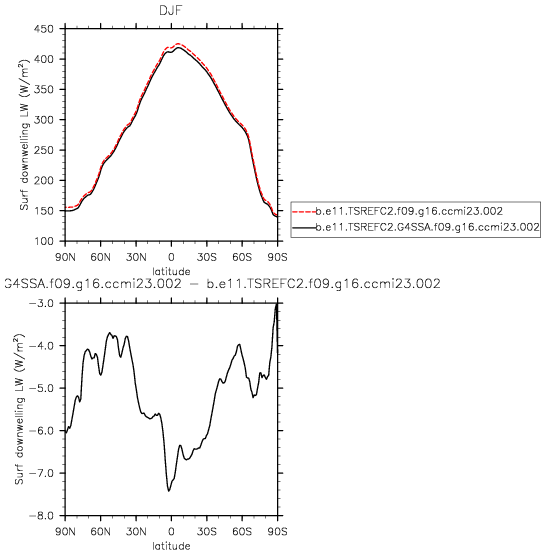 DJF
Surf downwelling LW (W/m²)
450
400
350
300
250
200
150
100
90N 60N 30N 0 30S 60S 90S
latitude
b.e11.TSREFC2.f09.g16.ccmi23.002
b.e11.TSREFC2.G4SSA.f09.g16.ccmi23.002
G4SSA.f09.g16.ccmi23.002 − b.e11.TSREFC2.f09.g16.ccmi23.002
Surf downwelling LW (W/m²)
−3.0
−4.0
−5.0
−6.0
−7.0
−8.0
90N 60N 30N 0 30S 60S 90S
latitude